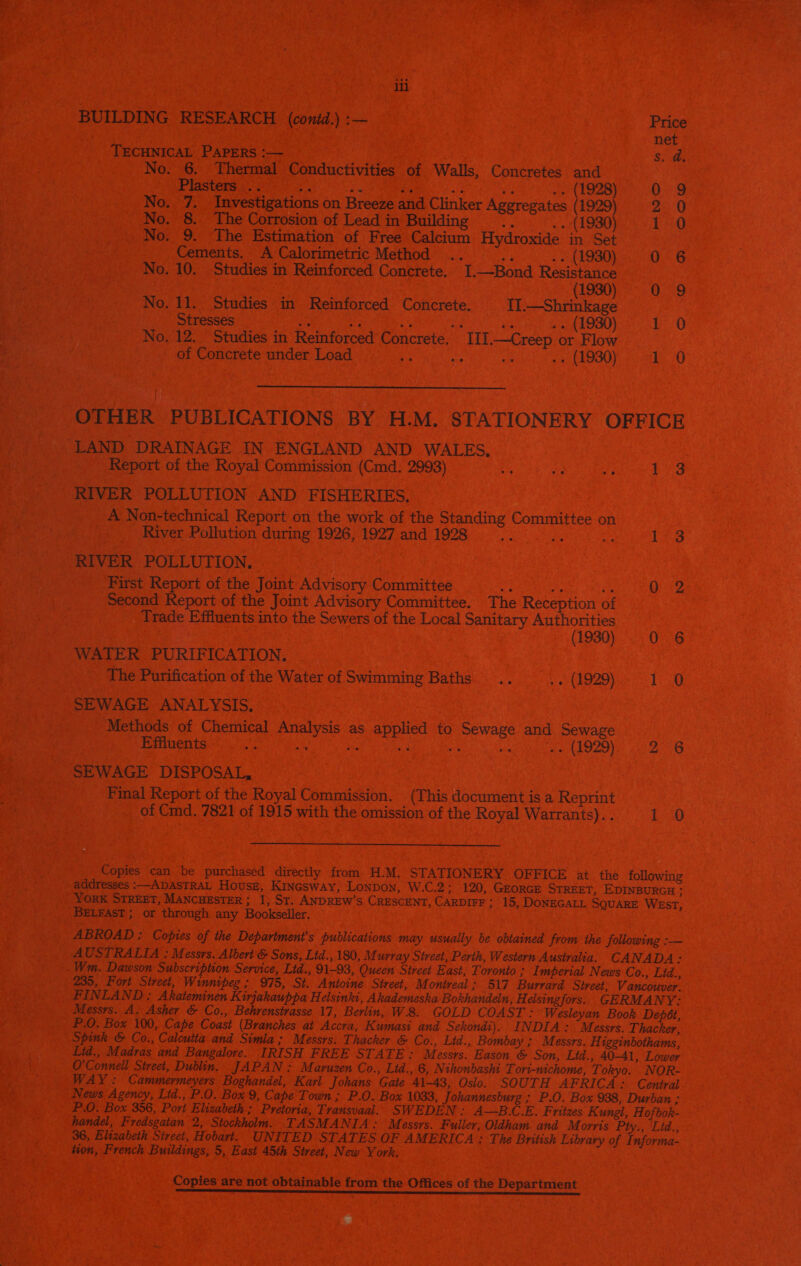 iii
BUILDING RESEARCH (contd.) :— Price
net
TECHNICAL PAPERS :— s. d.
No. 6. Thermal Conductivities of Walls, Concretes and
Plasters .. .. .. .. .. .. .. (1928) 0 9
No. 7. Investigations on Breeze and Clinker Aggregates (1929) 2 0
No. 8. The Corrosion of Lead in Building .. .. (1930) 1 0
No. 9. The Estimation of Free Calcium Hydroxide in Set
Cements. A Calorimetric Method .. .. .. (1930) 0 6
No. 10. Studies in Reinforced Concrete. I.—Bond Resistance
(1930) 0 9
No. 11. Studies in Reinforced Concrete. II.—Shrinkage
Stresses .. .. .. .. .. .. (1930) 1 0
No. 12. Studies in Reinforced Concrete. III.—Creep or Flow
of Concrete under Load .. .. .. .. (1930) 1 0
OTHER PUBLICATIONS BY H.M. STATIONERY OFFICE
LAND DRAINAGE IN ENGLAND AND WALES.
Report of the Royal Commission (Cmd. 2993) .. .. .. 1 3
RIVER POLLUTION AND FISHERIES.
A Non-technical Report on the work of the Standing Committee on
River Pollution during 1926, 1927 and 1928 .. .. .. 1 3
RIVER POLLUTION.
First Report of the Joint Advisory Committee .. .. .. 0 2
Second Report of the Joint Advisory Committee. The Reception of
Trade Effluents into the Sewers of the Local Sanitary Authorities
(1930) 0 6
WATER PURIFICATION.
The Purification of the Water of Swimming Baths .. .. (1929) 1 0
SEWAGE ANALYSIS.
Methods of Chemical Analysis as applied to Sewage and Sewage
Effluents .. .. .. .. .. .. .. (1929) 2 6
SEWAGE DISPOSAL.
Final Report of the Royal Commission. (This document is a Reprint
of Cmd. 7821 of 1915 with the omission of the Royal Warrants).. 1 0
Copies can be purchased directly from H.M. STATIONERY OFFICE at the following
addresses :—ADASTRAL HOUSE, KINGSWAY, LONDON, W.C.2; 120, GEORGE STREET, EDINBURGH;
YORK STREET, MANCHESTER; 1, ST. ANDREW'S CRESCENT, CARDIFF; 15, DONEGALL SQUARE WEST,
BELFAST; or through any Bookseller.
ABROAD: Copies of the Department's publications may usually be obtained from the following :—
AUSTRALIA : Messrs. Albert & Sons, Ltd., 180, Murray Street, Perth, Western Australia. CANADA :
Wm. Dawson Subscription Service, Ltd., 91-93, Queen Street East, Toronto ; Imperial News Co., Ltd.,
235, Fort Street, Winnipeg ; 975, St. Antoine Street, Montreal ; 517 Burrard Street, Vancouver.
FINLAND : Akateeminen Kirjakauppa Helsinki, Akademeska Bokhandeln, Helsingfors. GERMANY:
Messrs. A. Asher & Co., Behrenstrasse 17, Berlin, W.8. GOLD COAST : Wesleyan Book Depôt,
P.O. Box 100, Cape Coast (Branches at Accra, Kumasi and Sekondi). INDIA : Messrs. Thacker,
Spink & Co., Calcutta and Simla ; Messrs. Thacker & Co., Ltd., Bombay ; Messrs. Higginbothams,
Ltd., Madras and Bangalore. IRISH FREE STATE : Messrs. Eason & Son, Ltd., 40-41, Lower
O'Connell Street, Dublin. JAPAN : Maruzen Co., Ltd., 6, Nihonbashi Tori-nichome, Tokyo. NOR-
WAY : Cammermeyers Boghandel, Karl Johans Gate 41-43, Oslo. SOUTH AFRICA : Central
News Agency, Ltd., P.O. Box 9, Cape Town ; P.O. Box 1033, Johannesburg ; P.O. Box 938, Durban ;
P.O. Box 356, Port Elizabeth ; Pretoria, Transvaal. SWEDEN : A—B.C.E. Fritzes Kungl, Hofbok-
handel, Fredsgatan 2, Stockholm. TASMANIA : Messrs. Fuller, Oldham and Morris Pty., Ltd.,
36, Elizabeth Street, Hobart. UNITED STATES OF AMERICA : The British Library of Informa-
tion, French Buildings, 5, East 45th Street, New York.
Copies are not obtainable from the Offices of the Department